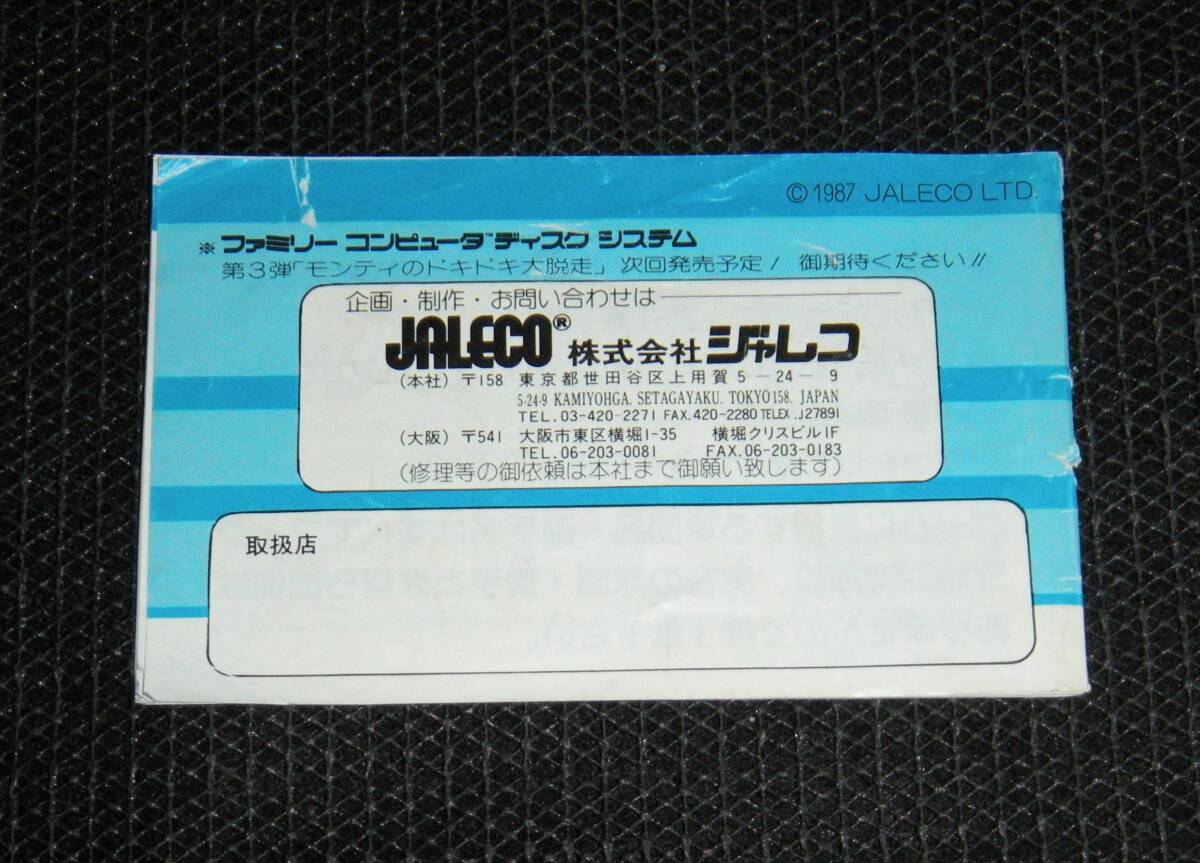 © 1987 JALECO LTD.
※ファミリー コンピュータ™ディスク システム
第3弾「モンティのドキドキ大脱走」次回発売予定! 御期待ください!!
企画・制作・お問い合わせは
JALECO® 株式会社ジャレコ
(本社) 〒158 東京都世田谷区上用賀5-24-9
5-24-9 KAMIYOHGA. SETAGAYAKU. TOKYO158. JAPAN
TEL. 03-420-2271 FAX. 420-2280 TELEX. J27891
(大阪) 〒541 大阪市東区横堀1-35 横堀クリスビル1F
TEL. 06-203-0081 FAX. 06-203-0183
(修理等の御依頼は本社まで御願い致します)
取扱店